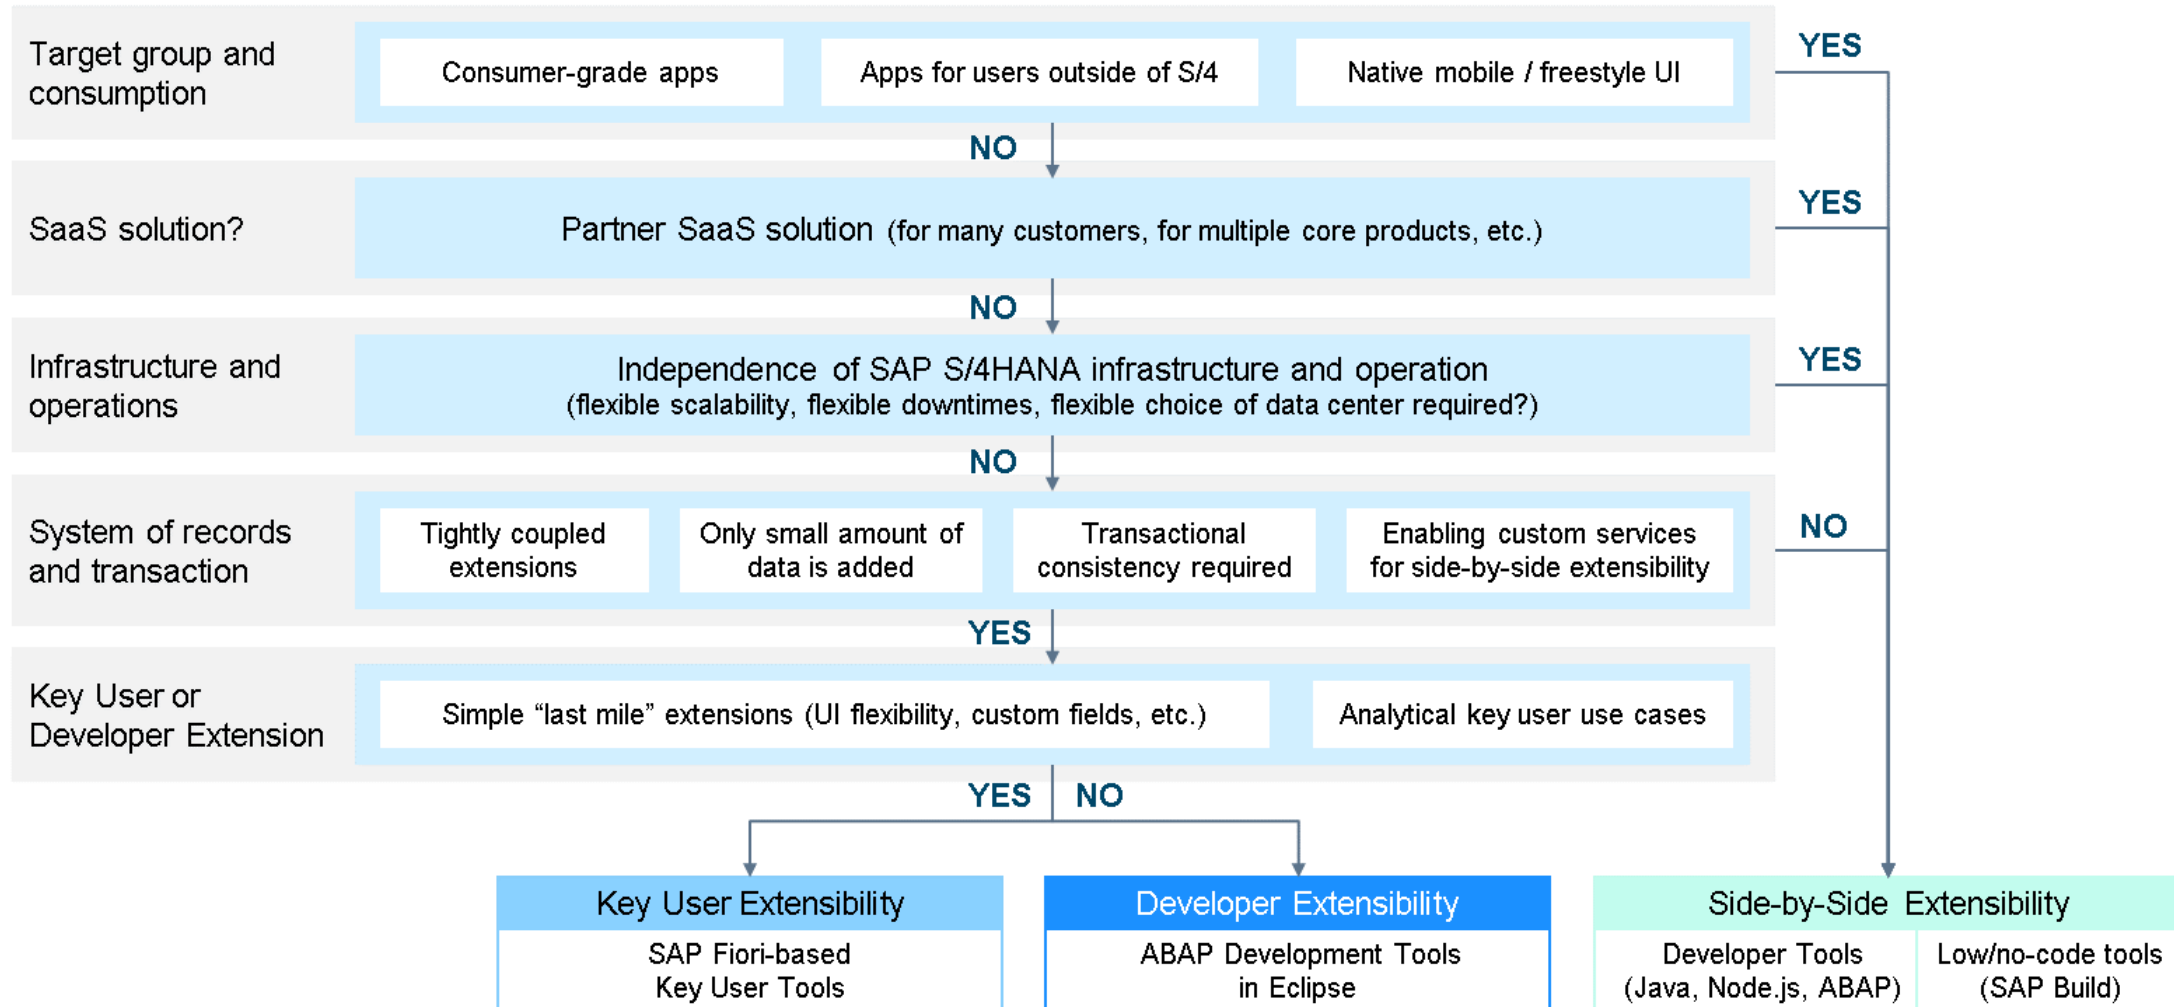 Target group and
consumption
Consumer-grade apps
Apps for users outside of S/4
Native mobile / freestyle UI
YES
NO
SaaS solution?
Partner SaaS solution (for many customers, for multiple core products, etc.)
YES
NO
Infrastructure and
operations
Independence of SAP S/4HANA infrastructure and operation
(flexible scalability, flexible downtimes, flexible choice of data center required?)
YES
NO
System of records
and transaction
Tightly coupled
extensions
Only small amount of
data is added
Transactional
consistency required
Enabling custom services
for side-by-side extensibility
NO
YES
Key User or
Developer Extension
Simple “last mile” extensions (UI flexibility, custom fields, etc.)
Analytical key user use cases
YES
NO
Key User Extensibility
SAP Fiori-based
Key User Tools
Developer Extensibility
ABAP Development Tools
in Eclipse
Side-by-Side Extensibility
Developer Tools
(Java, Node.js, ABAP)
Low/no-code tools
(SAP Build)